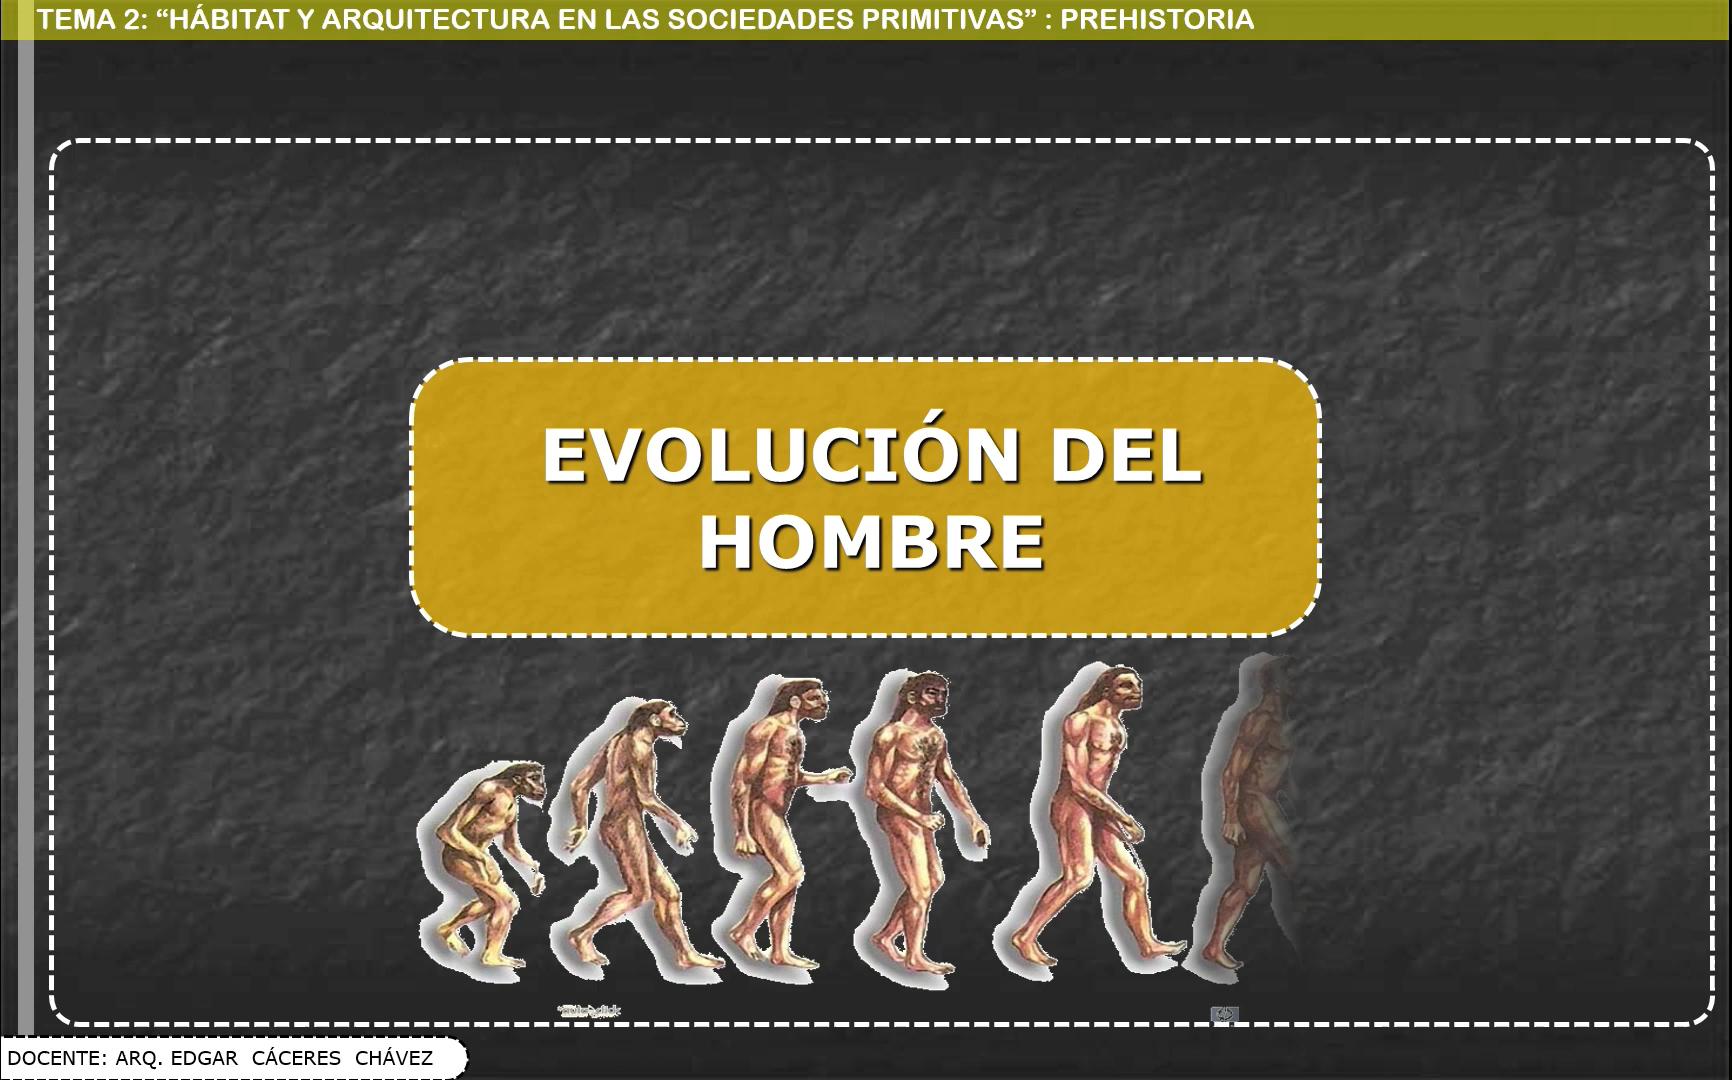 TEMA 2: “HÁBITAT Y ARQUITECTURA EN LAS SOCIEDADES PRIMITIVAS” : PREHISTORIA
EVOLUCIÓN DEL
HOMBRE
DOCENTE: ARQ. EDGAR CÁCERES CHÁVEZ